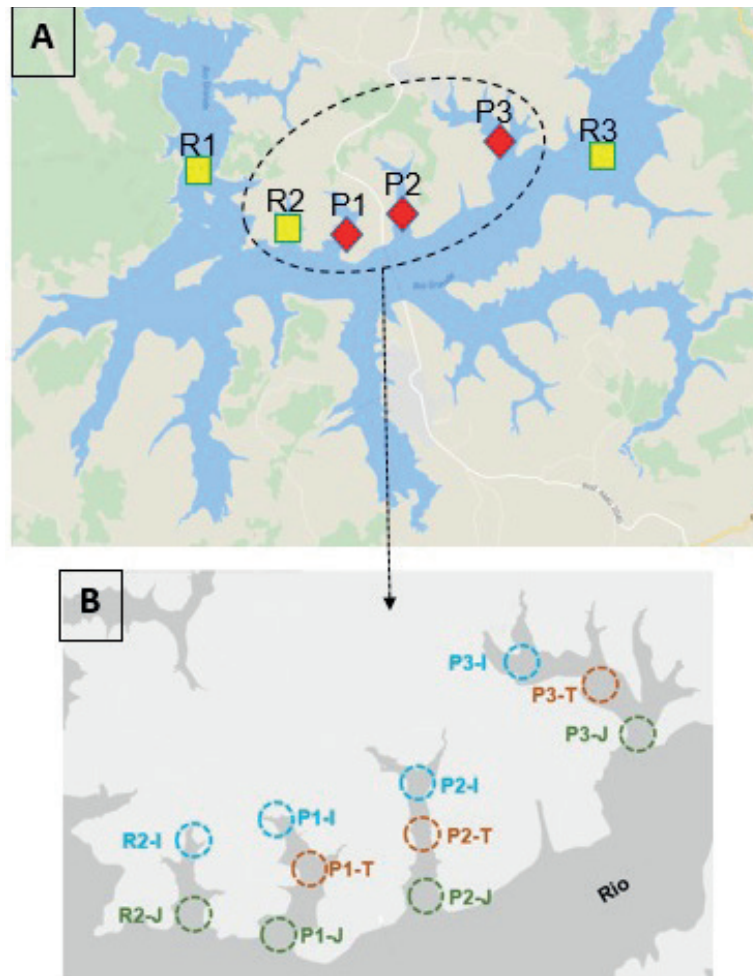 A
P3
R1
R3
P2
R2
P1
B
P3-I
P3-T
P3-J
P2-I
P1-I
R2-I
P2-T
P1-T
P2-J
R2-J
Rio
P1-J